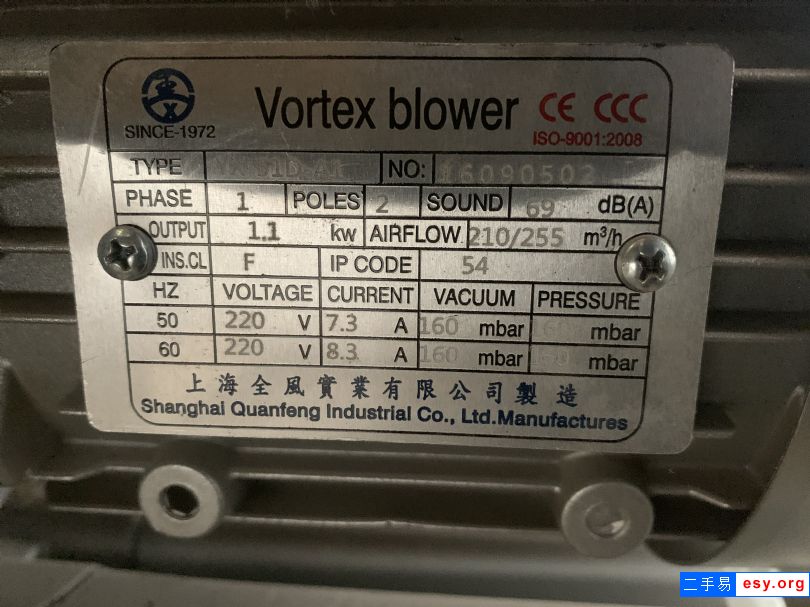 Vortex blower CE CCC
SINCE-1972 ISO-9001:2008
TYPE NO: 16090502
PHASE 1 POLES 2 SOUND 69 dB(A)
OUTPUT 1.1 kw AIRFLOW 210/255 m³/h
INS.CL F IP CODE 54
HZ VOLTAGE CURRENT VACUUM PRESSURE
50 220 V 7.3 A 160 mbar mbar
60 220 V 8.3 A 160 mbar mbar
上海全風實業有限公司製造
Shanghai Quanfeng Industrial Co., Ltd.Manufactures
二手易 esy.org